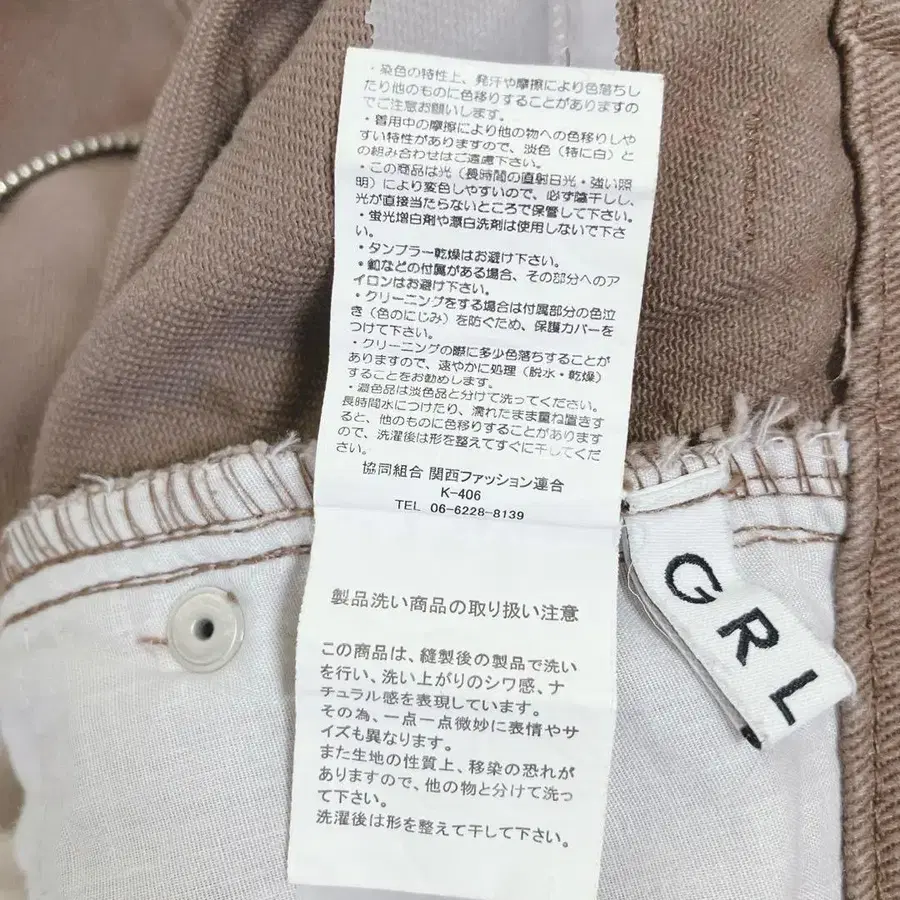 ・染色の特性上、発汗や摩擦により色落ちし
たり他のものに色移りすることがありますの
でご注意お願いします。
・着用中の摩擦により他の物への色移りしや
すい特性がありますので、淡色（特に白）と
の組み合わせはご遠慮下さい。
・この商品は光（長時間の直射日光・強い照
明）により変色しやすいので、必ず陰干しし、
光が直接当たらないところで保管して下さい。
・蛍光増白剤や漂白洗剤は使用しないで下さ
い。
・タンブラー乾燥はお避け下さい。
・釦などの付属がある場合、その部分へのア
イロンはお避け下さい。
・クリーニングをする場合は付属部分の色泣
き（色のにじみ）を防ぐため、保護カバーを
つけて下さい。
・クリーニングの際に多少色落ちすることが
ありますので、速やかに処理（脱水・乾燥）
することをお勧めします。
・濃色品は淡色品と分けて洗ってください。
長時間水につけたり、濡れたまま重ね置きす
ると、他のものに色移りすることがあります
ので、洗濯後は形を整えてすぐに干してくだ
さい。
協同組合 関西ファッション連合
K-406
TEL 06-6228-8139
製品洗い商品の取り扱い注意
この商品は、縫製後の製品で洗い
を行い、洗い上がりのシワ感、ナ
チュラル感を表現しています。
その為、一点一点微妙に表情やサ
イズも異なります。
また生地の性質上、移染の恐れが
ありますので、他の物と分けて洗っ
て下さい。
洗濯後は形を整えて干して下さい。
GRL